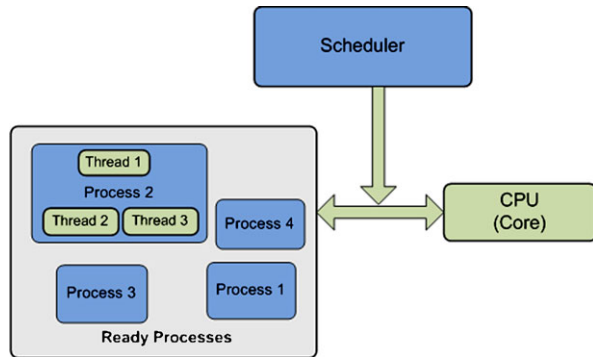 Scheduler
Thread 1
Process 2
Thread 2
Thread 3
Process 4
CPU
(Core)
Process 3
Process 1
Ready Processes